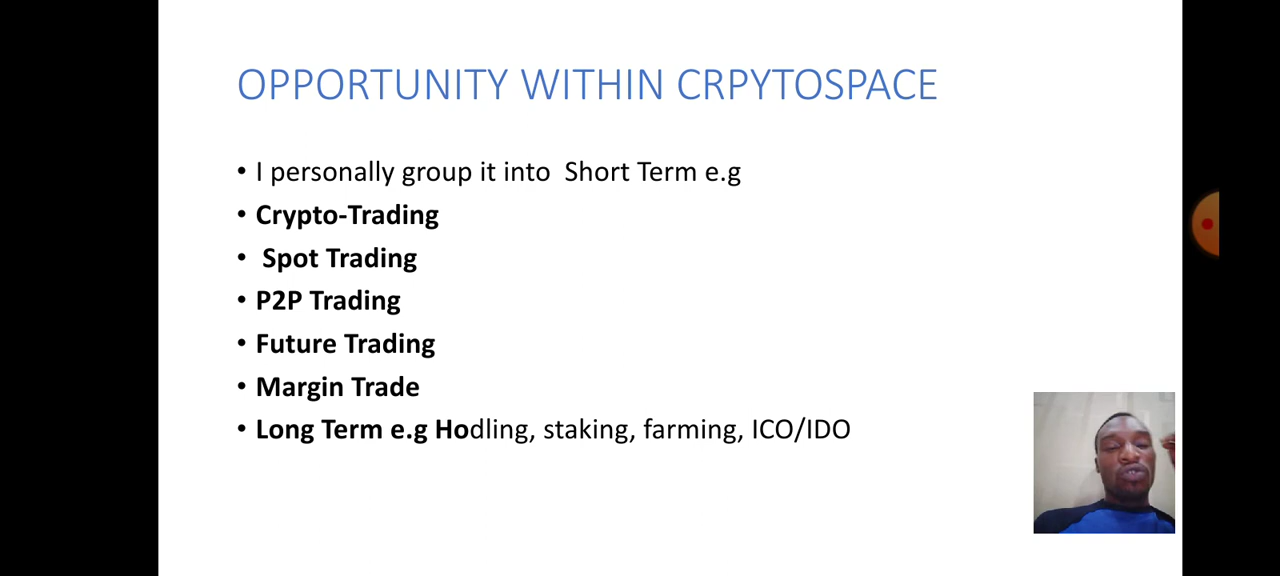 OPPORTUNITY WITHIN CRPYTOSPACE
• I personally group it into  Short Term e.g
• Crypto-Trading
•  Spot Trading
• P2P Trading
• Future Trading
• Margin Trade
• Long Term e.g Hodling, staking, farming, ICO/IDO